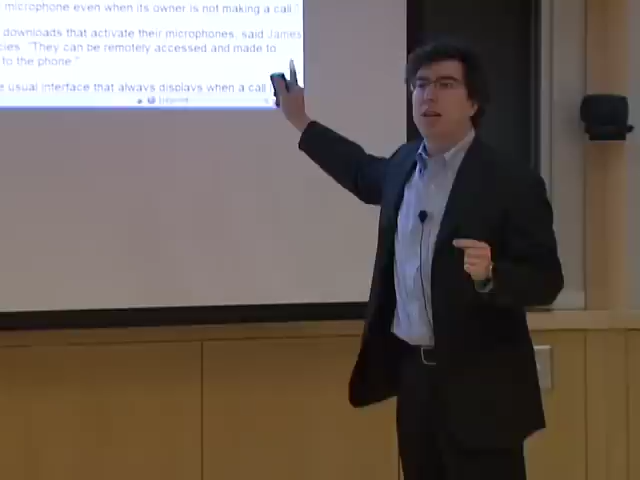 microphone even when its owner is not making a call."
downloads that activate their microphones, said James
cies. "They can be remotely accessed and made to
to the phone."
e usual interface that always displays when a call